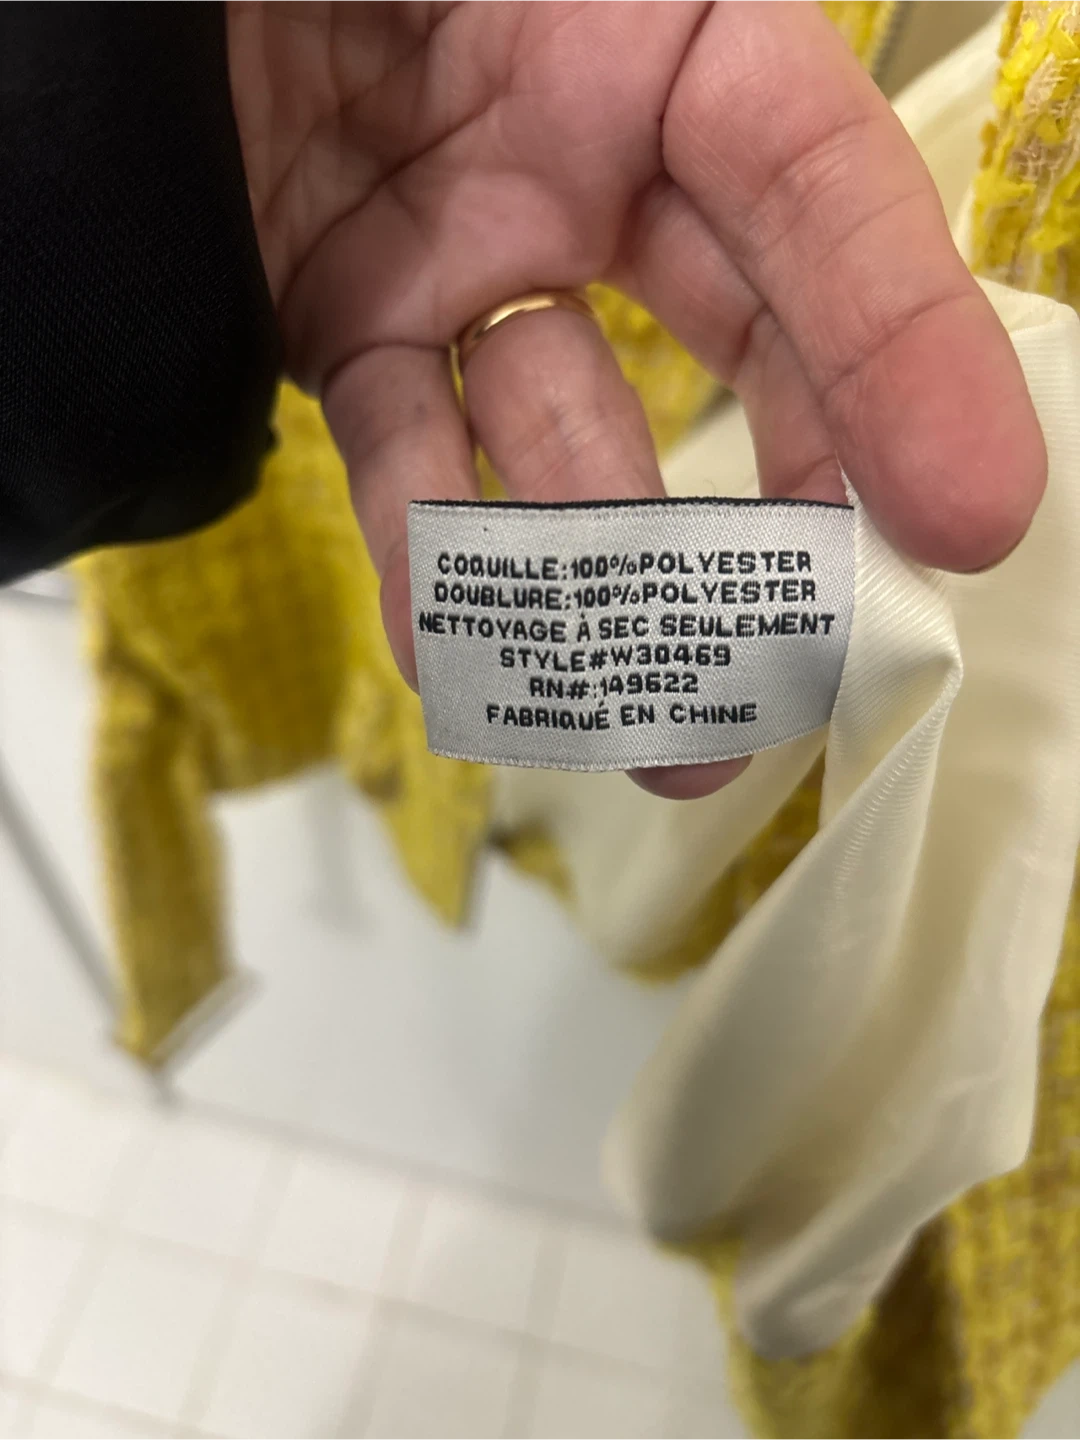 COQUILLE:100%POLYESTER
DOUBLURE:100%POLYESTER
NETTOYAGE À SEC SEULEMENT
STYLE#W30469
RN#:149622
FABRIQUÉ EN CHINE